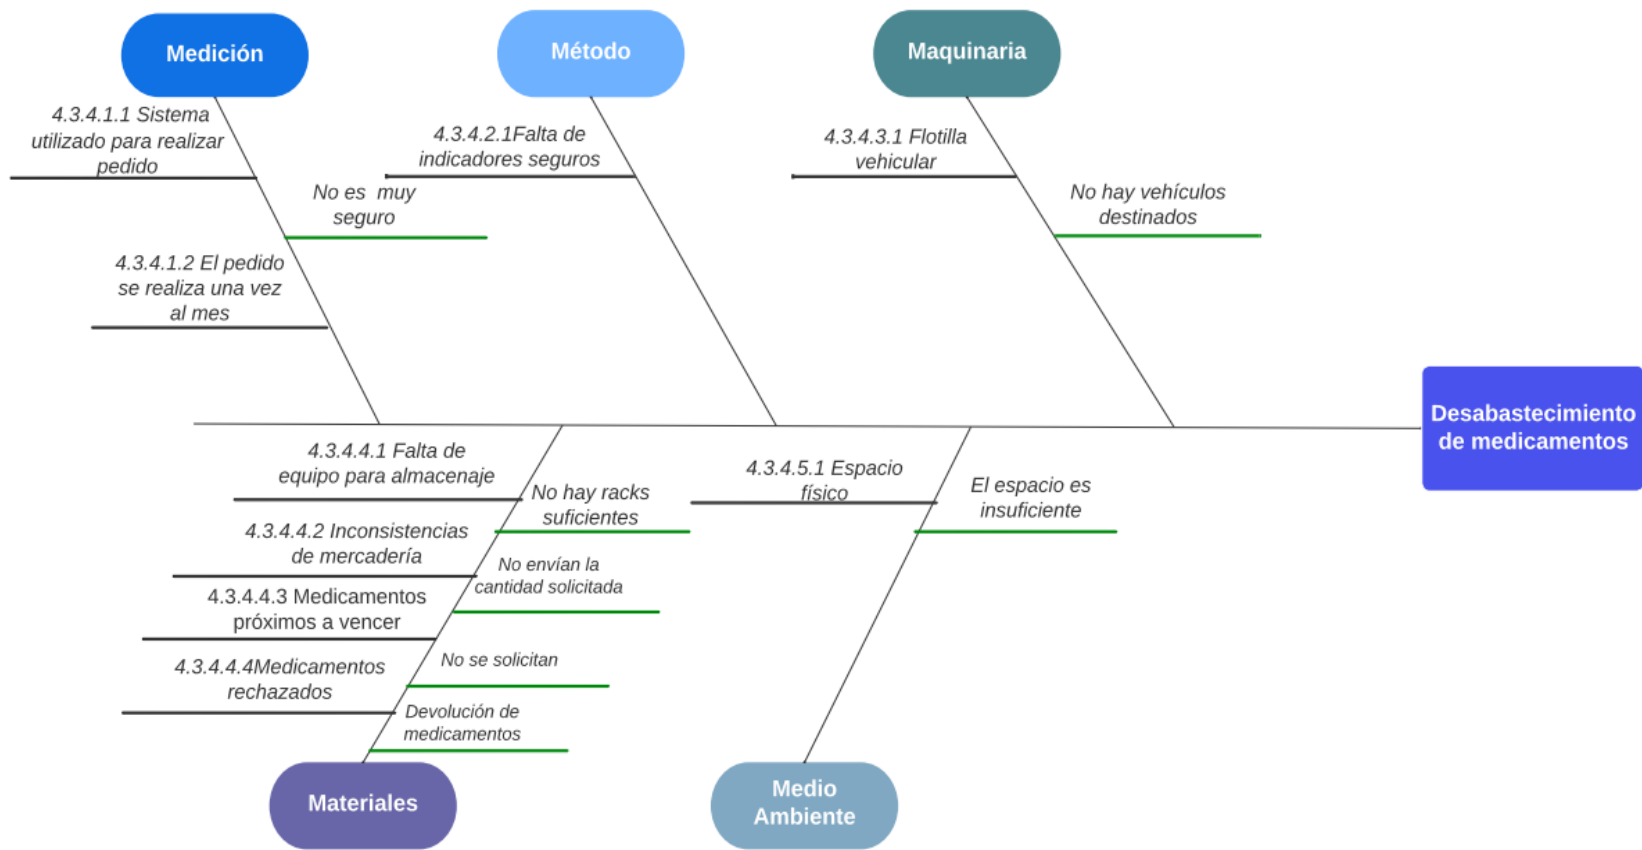 Medición
Método
Maquinaria
4.3.4.1.1 Sistema
utilizado para realizar
pedido
No es muy
seguro
4.3.4.1.2 El pedido
se realiza una vez
al mes
4.3.4.2.1Falta de
indicadores seguros
4.3.4.3.1 Flotilla
vehicular
No hay vehículos
destinados
Desabastecimiento
de medicamentos
4.3.4.4.1 Falta de
equipo para almacenaje
No hay racks
suficientes
4.3.4.4.2 Inconsistencias
de mercadería
No envían la
cantidad solicitada
4.3.4.4.3 Medicamentos
próximos a vencer
No se solicitan
4.3.4.4.4Medicamentos
rechazados
Devolución de
medicamentos
4.3.4.5.1 Espacio
físico
El espacio es
insuficiente
Materiales
Medio
Ambiente